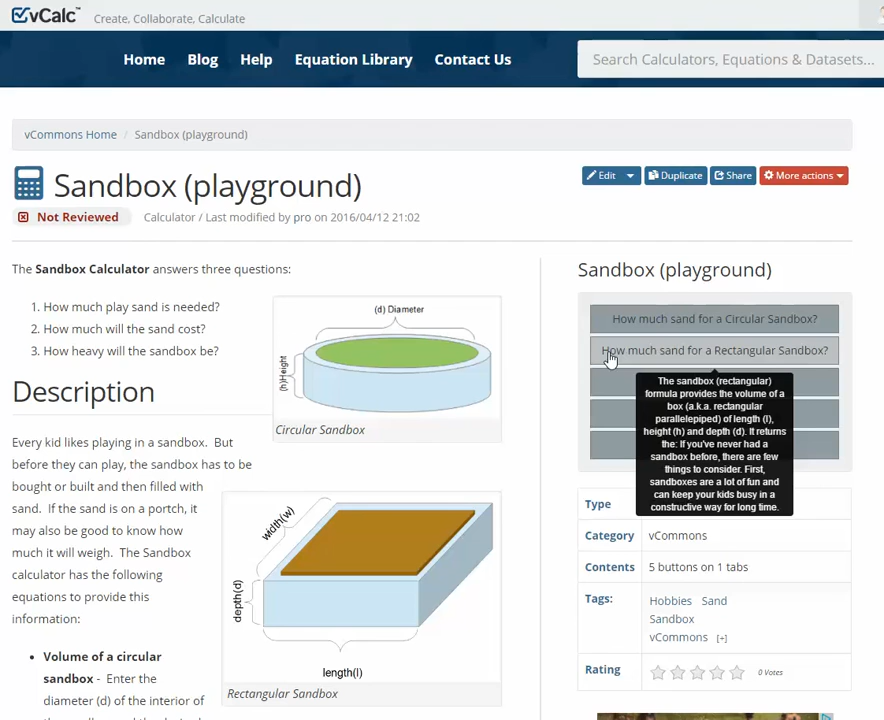 vCalc™ Create, Collaborate, Calculate
Home Blog Help Equation Library Contact Us Search Calculators, Equations & Datasets...
vCommons Home / Sandbox (playground)
Sandbox (playground)
Edit Duplicate Share More actions
Not Reviewed Calculator / Last modified by pro on 2016/04/12 21:02
The Sandbox Calculator answers three questions:
1. How much play sand is needed?
2. How much will the sand cost?
3. How heavy will the sandbox be?
(d) Diameter
(h)Height
Circular Sandbox
Description
Every kid likes playing in a sandbox. But
before they can play, the sandbox has to be
bought or built and then filled with
sand. If the sand is on a portch, it
may also be good to know how
much it will weigh. The Sandbox
calculator has the following
equations to provide this
information:
width(w)
depth(d)
length(l)
Rectangular Sandbox
• Volume of a circular
sandbox - Enter the
diameter (d) of the interior of
Sandbox (playground)
How much sand for a Circular Sandbox?
How much sand for a Rectangular Sandbox?
The sandbox (rectangular)
formula provides the volume of a
box (a.k.a. rectangular
parallelepiped) of length (l),
height (h) and depth (d). It returns
the: If you've never had a
sandbox before, there are few
things to consider. First,
sandboxes are a lot of fun and
can keep your kids busy in a
constructive way for long time.
Type
Category vCommons
Contents 5 buttons on 1 tabs
Tags: Hobbies Sand
Sandbox
vCommons [+]
Rating 0 Votes